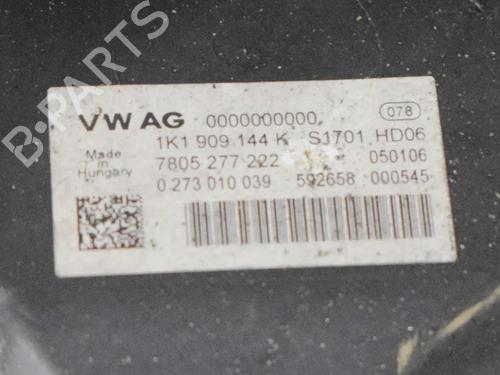 VW AG 0000000000 078
1K1 909 144 K S1701 HD06
Made in Hungary
7805 277 222 050106
0 273 010 039 592658 000545
B-PARTS